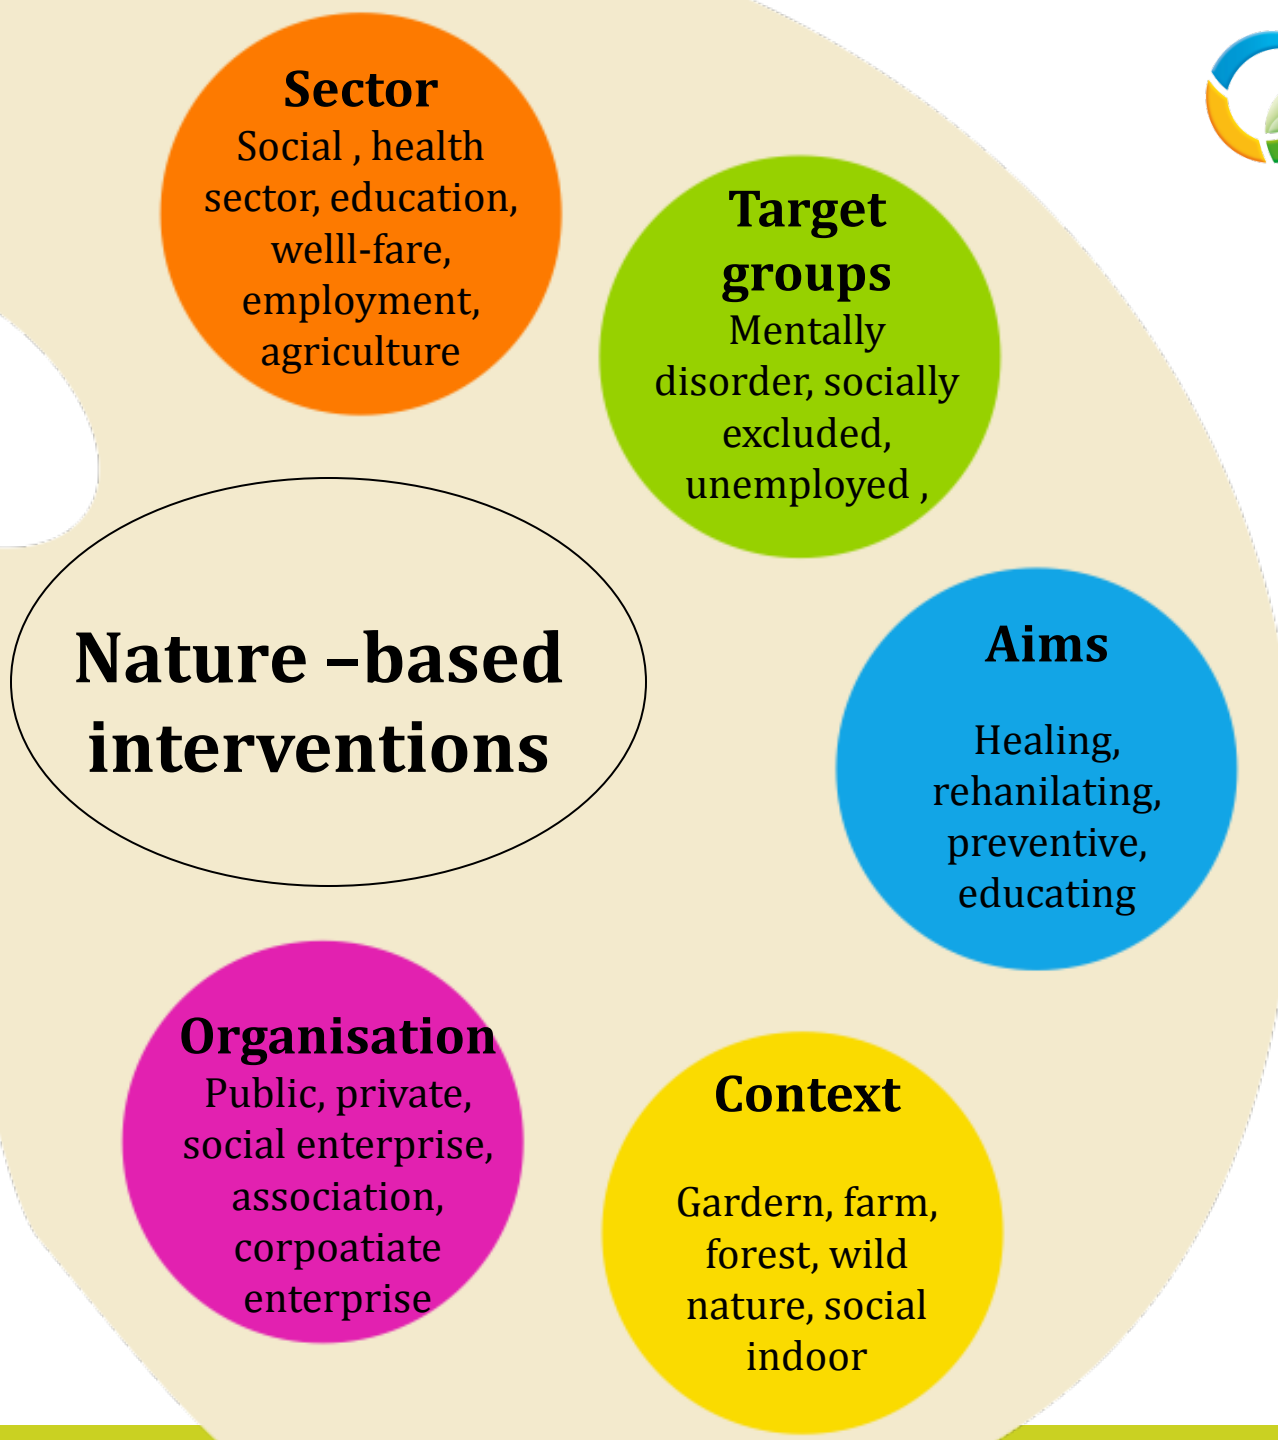 Sector
Social , health
sector, education,
welll-fare,
employment,
agriculture
Target
groups
Mentally
disorder, socially
excluded,
unemployed ,
Nature –based
interventions
Aims
Healing,
rehanilating,
preventive,
educating
Organisation
Public, private,
social enterprise,
association,
corpoatiate
enterprise
Context
Gardern, farm,
forest, wild
nature, social
indoor